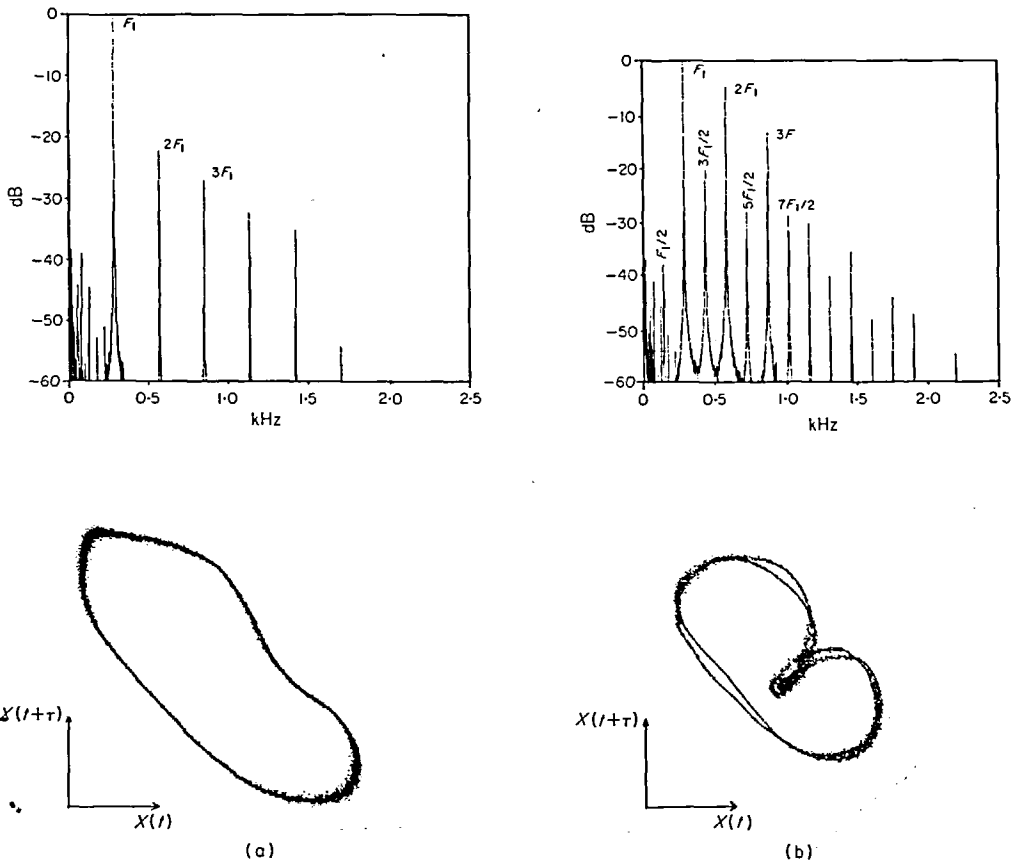 0
F₁
−10
−20
2F₁
3F₁
−30
−40
−50
−60
dB
0 0·5 1·0 1·5 2·0 2·5
kHz
0
F₁
2F₁
−10
3F
−20
3F₁/2
5F₁/2
7F₁/2
−30
F₁/2
−40
−50
−60
dB
0 0·5 1·0 1·5 2·0 2·5
kHz
X(t+τ)
X(t)
(a)
X(t+τ)
X(t)
(b)